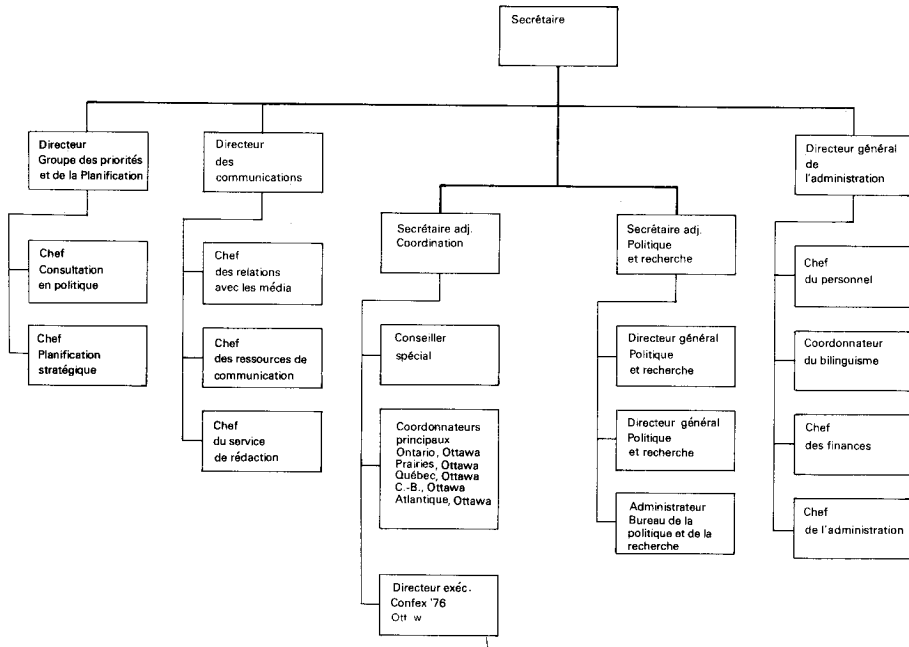 Secrétaire
Directeur
Groupe des priorités
et de la Planification
Chef
Consultation
en politique
Chef
Planification
stratégique
Directeur
des
communications
Chef
des relations
avec les média
Chef
des ressources de
communication
Chef
du service
de rédaction
Secrétaire adj.
Coordination
Conseiller
spécial
Coordonnateurs
principaux
Ontario, Ottawa
Prairies, Ottawa
Québec, Ottawa
C.-B., Ottawa
Atlantique, Ottawa
Directeur exéc.
Confex '76
Secrétaire adj.
Politique
et recherche
Directeur général
Politique
et recherche
Directeur général
Politique
et recherche
Administrateur
Bureau de la
politique et de la
recherche
Directeur général
de
l'administration
Chef
du personnel
Coordonnateur
du bilinguisme
Chef
des finances
Chef
de l'administration